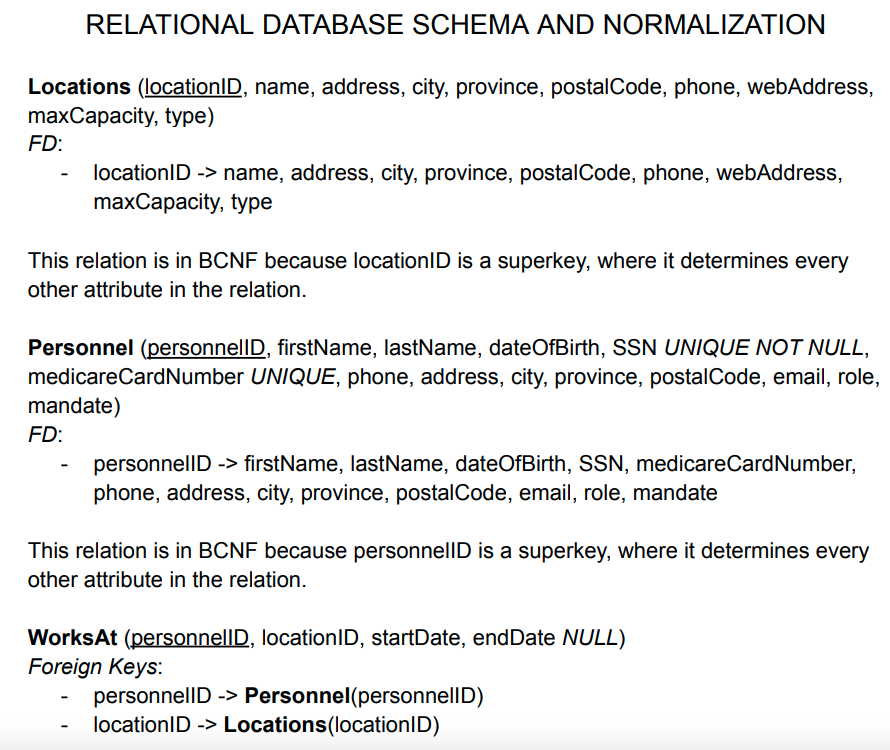 RELATIONAL DATABASE SCHEMA AND NORMALIZATION
Locations (locationID, name, address, city, province, postalCode, phone, webAddress,
maxCapacity, type)
FD:
- locationID -> name, address, city, province, postalCode, phone, webAddress,
maxCapacity, type
This relation is in BCNF because locationID is a superkey, where it determines every
other attribute in the relation.
Personnel (personnelID, firstName, lastName, dateOfBirth, SSN UNIQUE NOT NULL,
medicareCardNumber UNIQUE, phone, address, city, province, postalCode, email, role,
mandate)
FD:
- personnelID -> firstName, lastName, dateOfBirth, SSN, medicareCardNumber,
phone, address, city, province, postalCode, email, role, mandate
This relation is in BCNF because personnelID is a superkey, where it determines every
other attribute in the relation.
WorksAt (personnelID, locationID, startDate, endDate NULL)
Foreign Keys:
- personnelID -> Personnel(personnelID)
- locationID -> Locations(locationID)